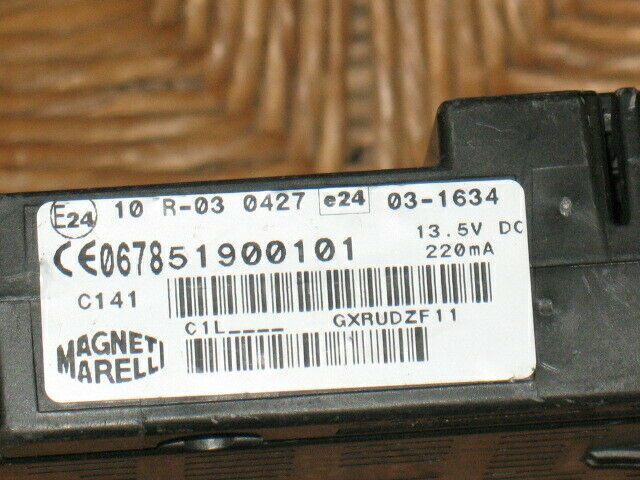 E24 10 R-03 0427 e24 03-1634
CE0678 51900101 13.5V DC
220mA
C141
C1L____ GXRUDZF11
MAGNETI
MARELLI